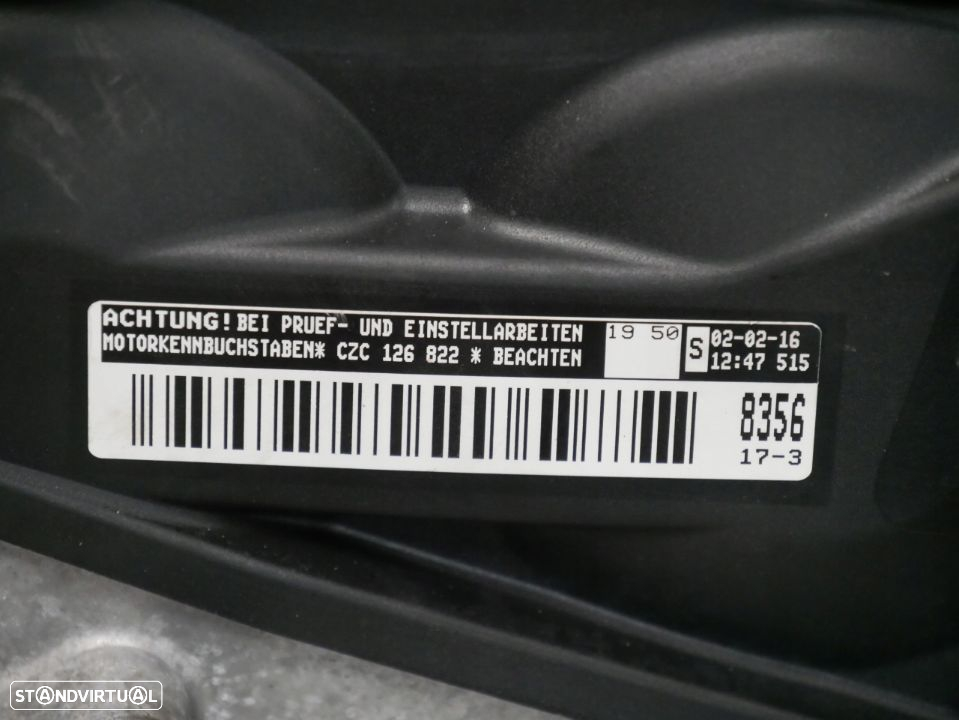 ACHTUNG! BEI PRUEF- UND EINSTELLARBEITEN
MOTORKENNBUCHSTABEN* CZC 126 822 * BEACHTEN
19 50
S
02-02-16
12:47 515
8356
17-3
STANDVIRTUAL